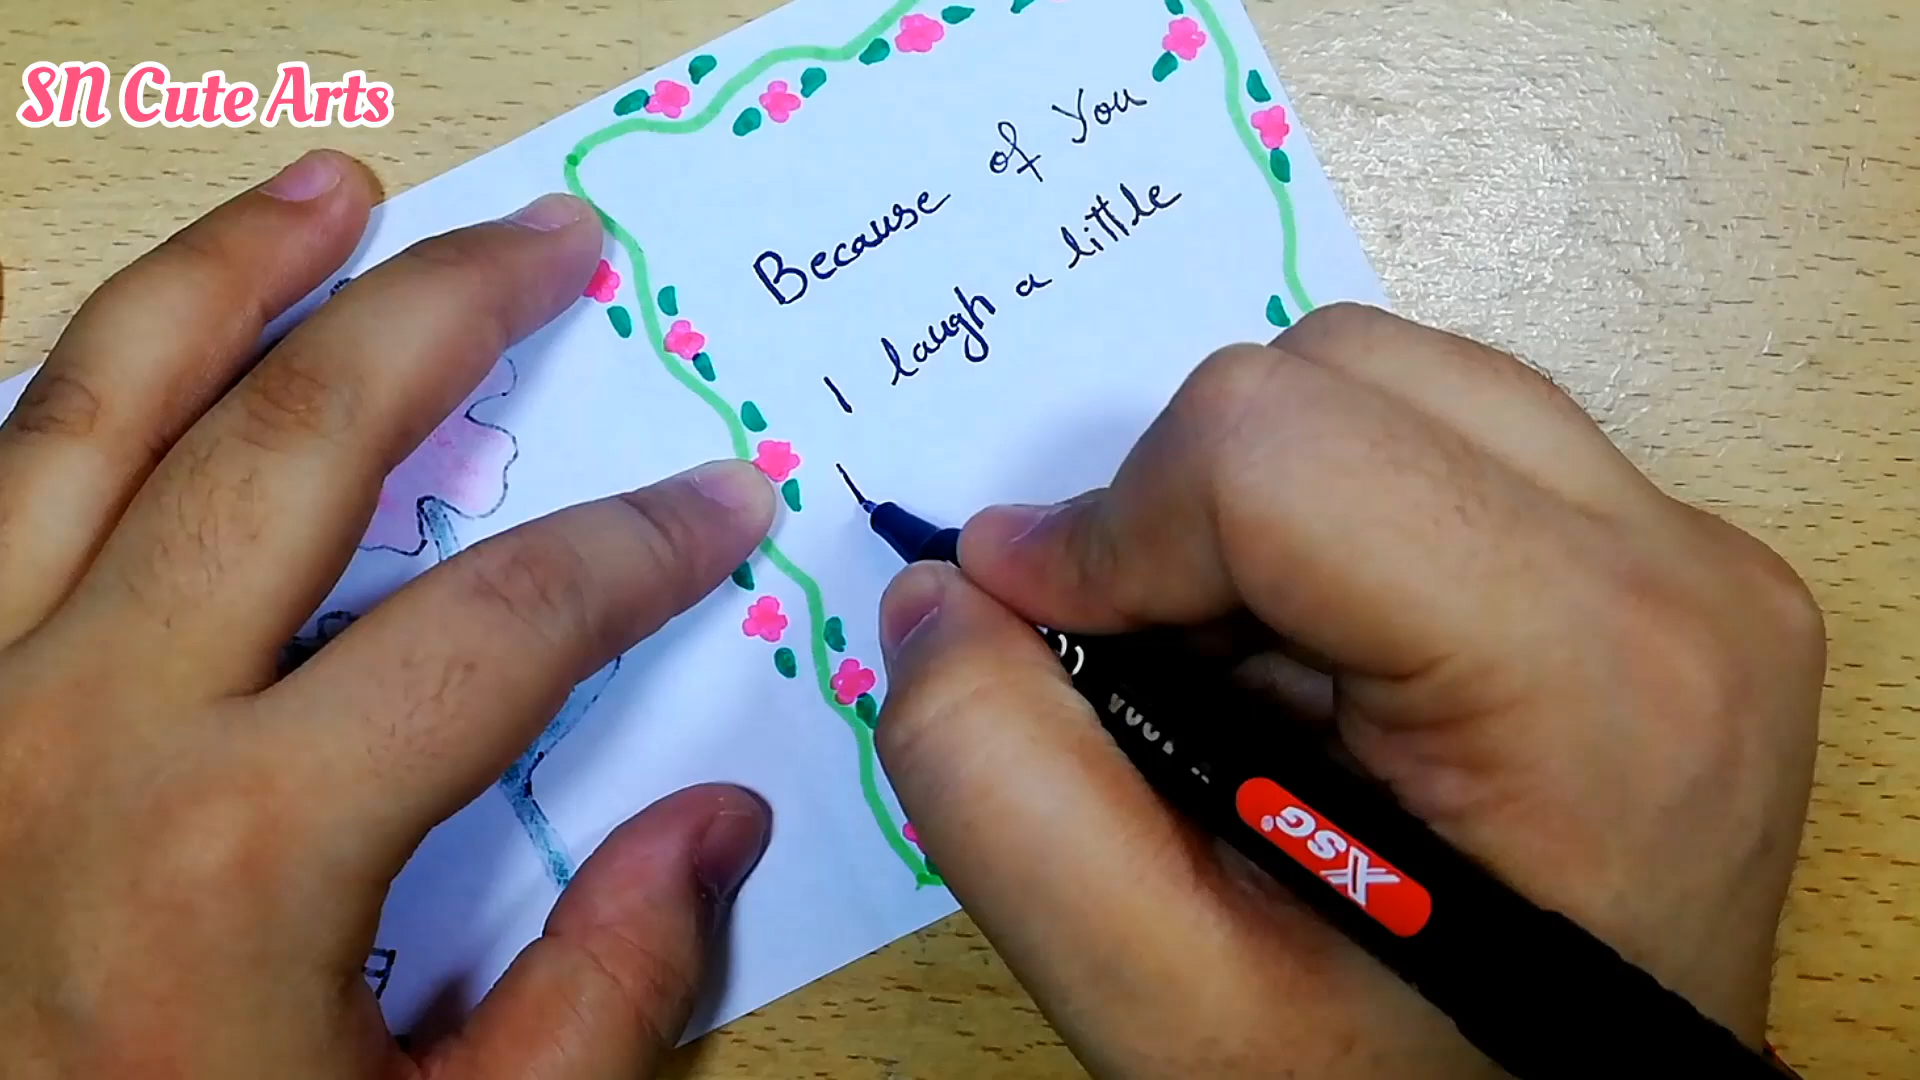 SN Cute Arts
Because of You
I laugh a little
I
XSG